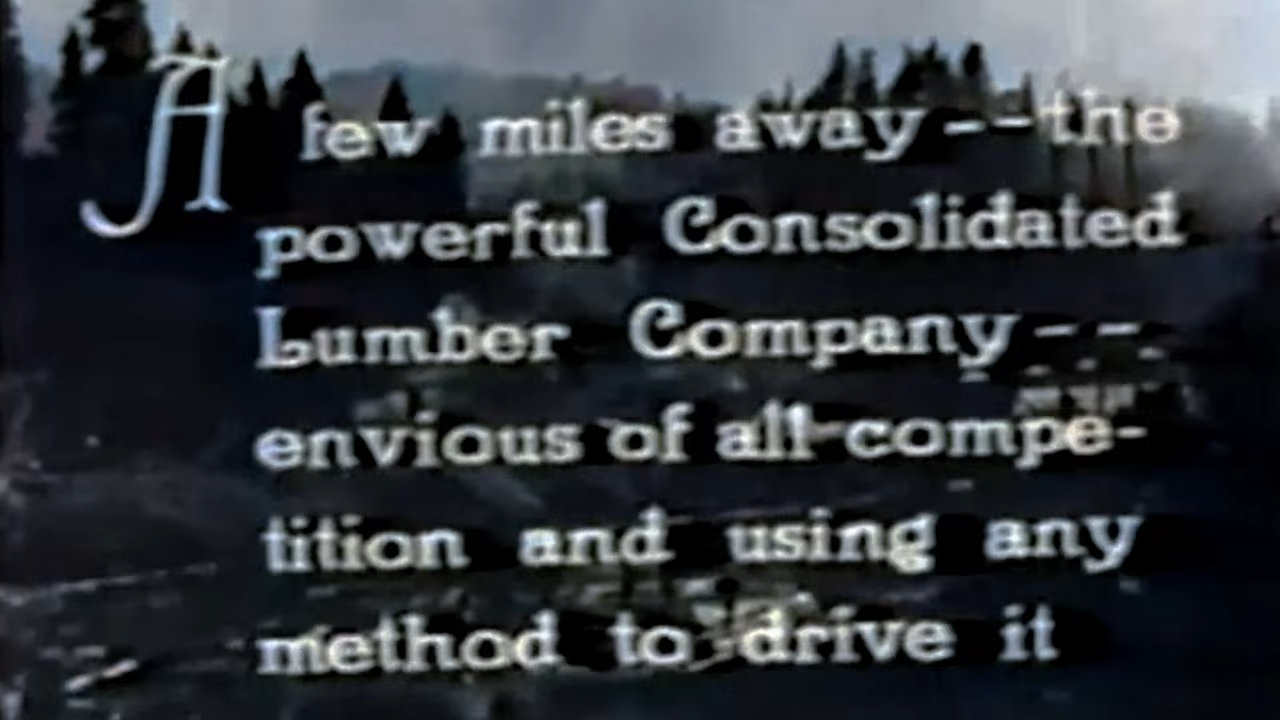 A few miles away -- the
powerful Consolidated
Lumber Company --
envious of all compe-
tition and using any
method to drive it